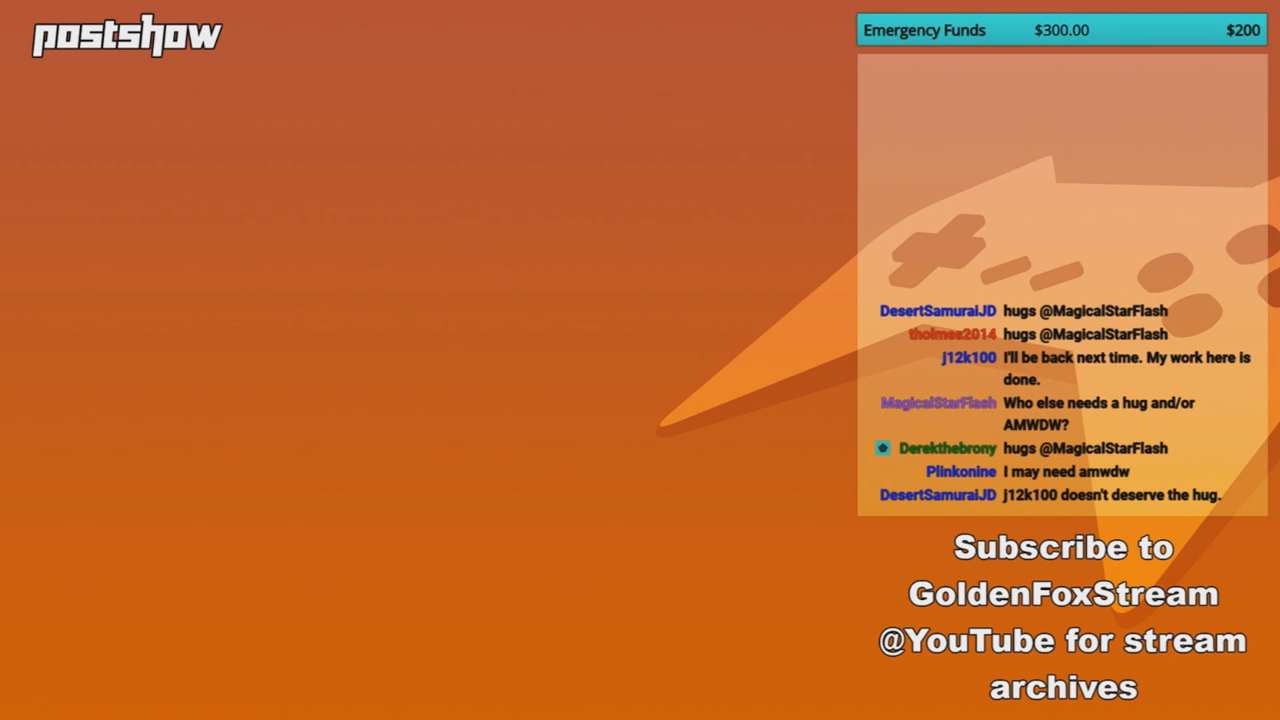 postshow
Emergency Funds $300.00 $200
DesertSamuraiJD hugs @MagicalStarFlash
tholmes2014 hugs @MagicalStarFlash
j12k100 I'll be back next time. My work here is
done.
MagicalStarFlash Who else needs a hug and/or
AMWDW?
Derekthebrony hugs @MagicalStarFlash
Plinkonine I may need amwdw
DesertSamuraiJD j12k100 doesn't deserve the hug.
Subscribe to
GoldenFoxStream
@YouTube for stream
archives